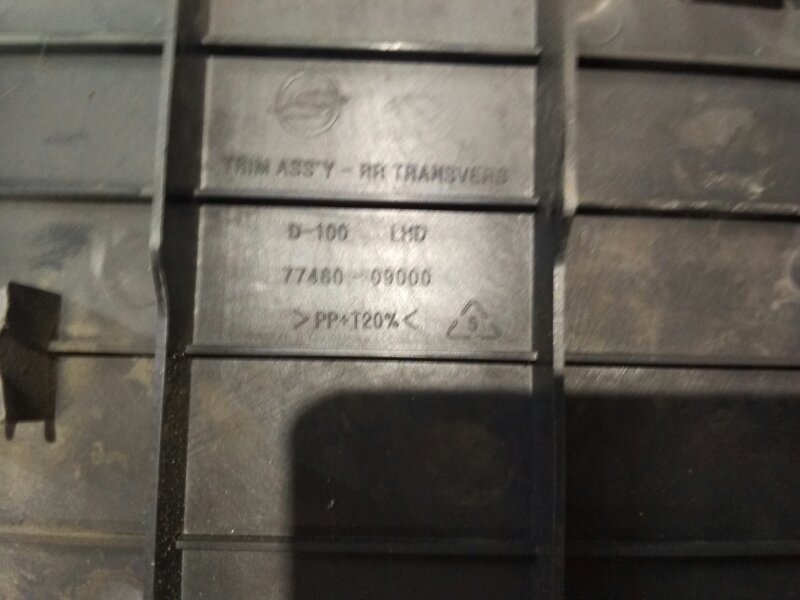 TRIM ASS'Y - RR TRANSVERS
D-100 LHD
77460-09000
>PP+T20%<
5